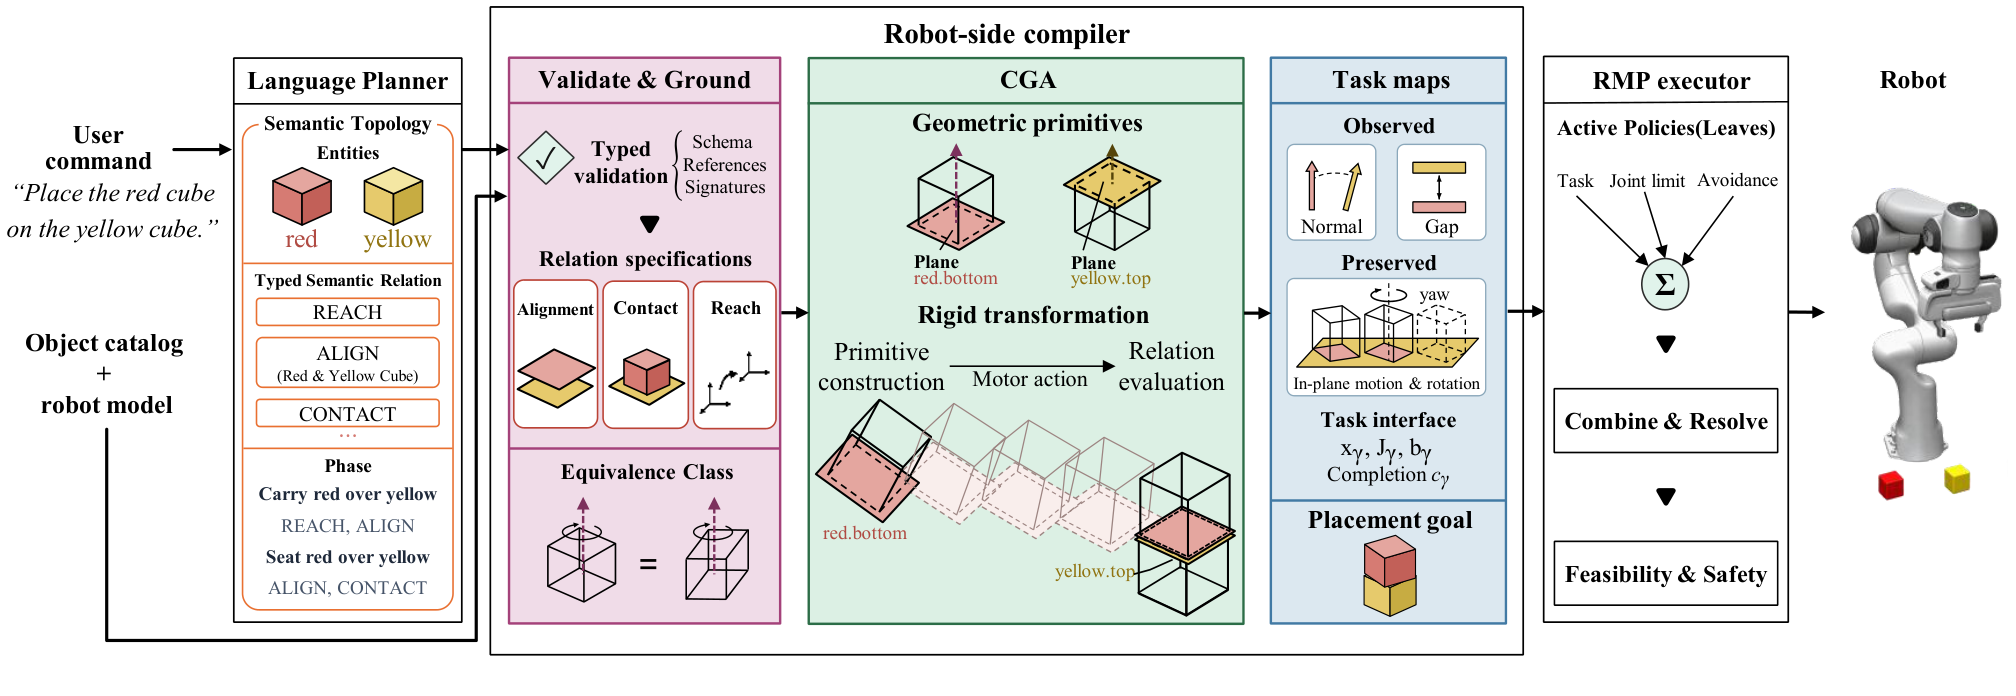 User
command
“Place the red cube
on the yellow cube.”
Object catalog
+
robot model
Language Planner
Semantic Topology
Entities
red
yellow
Typed Semantic Relation
REACH
ALIGN
(Red & Yellow Cube)
CONTACT
...
Phase
Carry red over yellow
REACH, ALIGN
Seat red over yellow
ALIGN, CONTACT
Robot-side compiler
Validate & Ground
✓
Typed
validation
Schema
References
Signatures
Relation specifications
Alignment
Contact
Reach
Equivalence Class
=
CGA
Geometric primitives
Plane
red.bottom
Plane
yellow.top
Rigid transformation
Primitive
construction
Motor action
Relation
evaluation
red.bottom
yellow.top
Task maps
Observed
Normal
Gap
Preserved
yaw
In-plane motion & rotation
Task interface
xγ, Jγ, bγ
Completion cγ
Placement goal
RMP executor
Active Policies(Leaves)
Task
Joint limit
Avoidance
Σ
Combine & Resolve
Feasibility & Safety
Robot